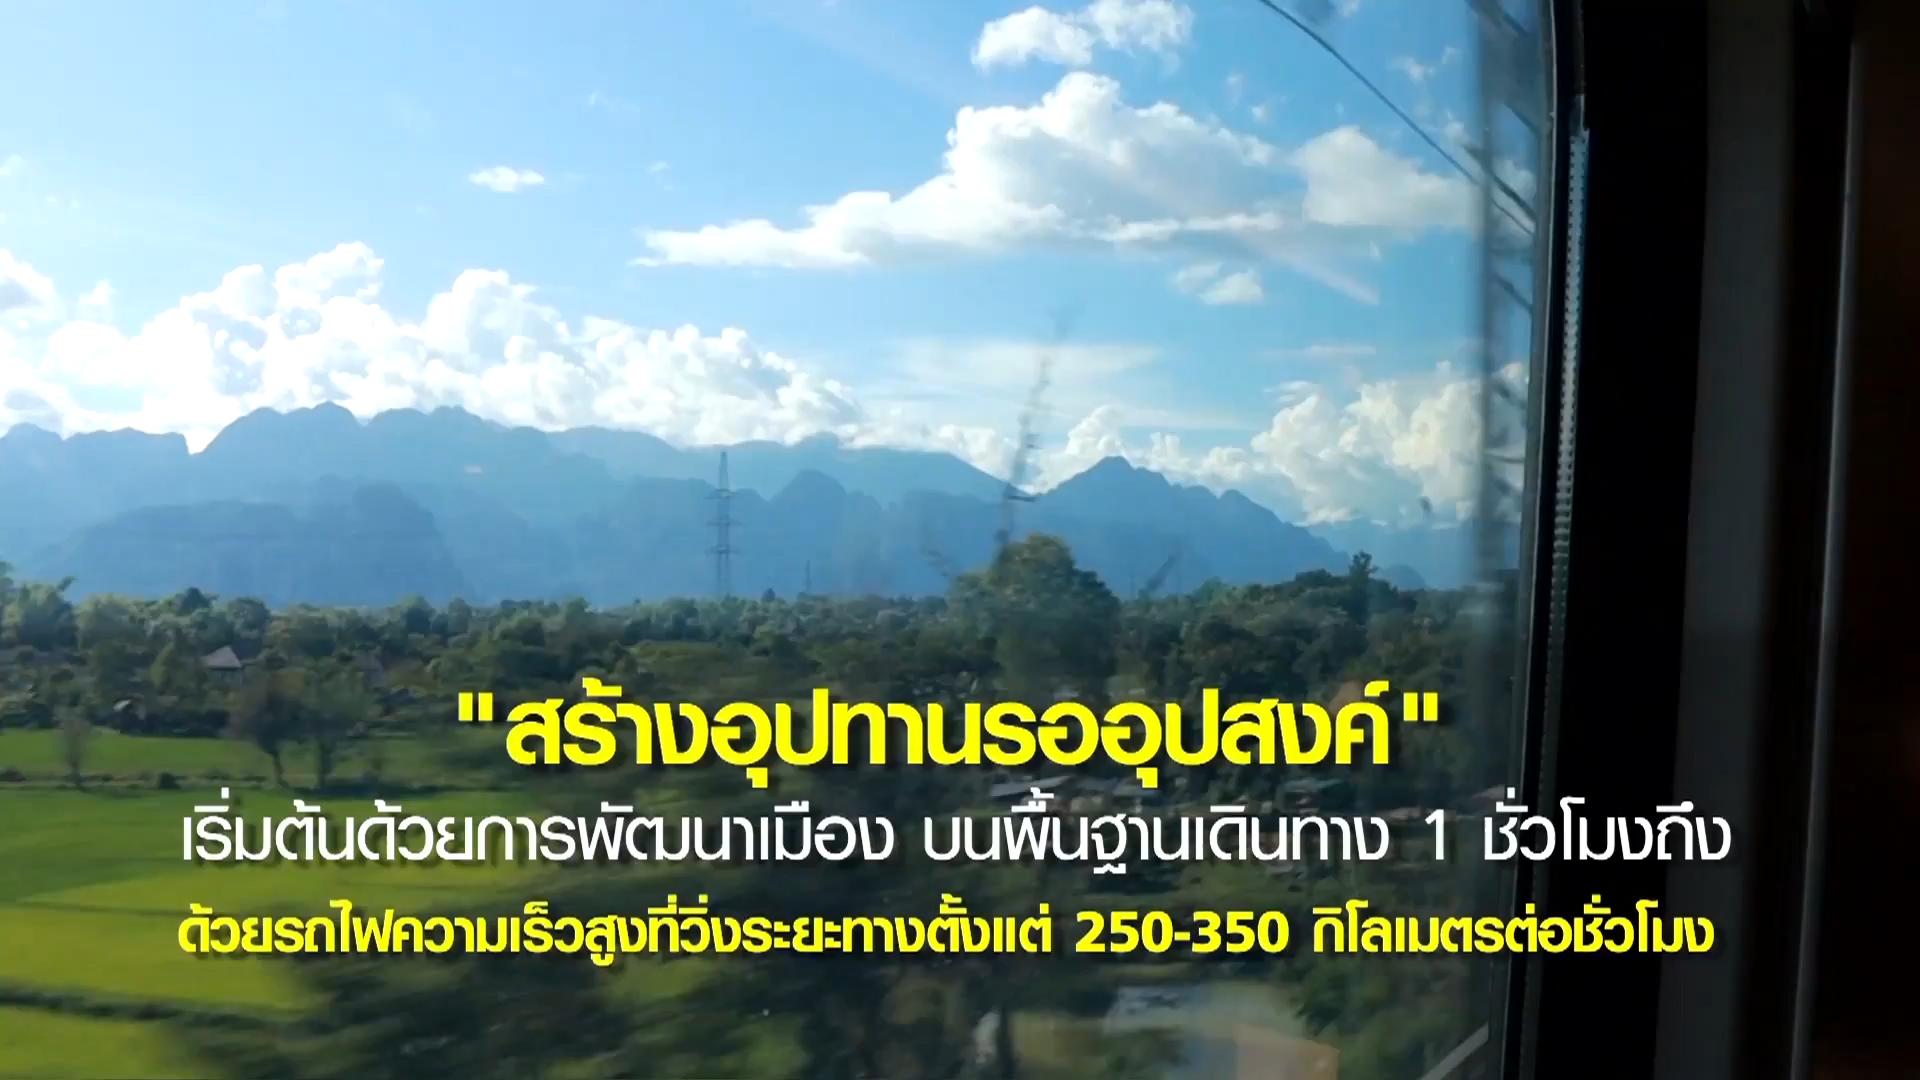 "สร้างอุปทานรออุปสงค์"
เริ่มต้นด้วยการพัฒนาเมือง บนพื้นฐานเดินทาง 1 ชั่วโมงถึง
ด้วยรถไฟความเร็วสูงที่วิ่งระยะทางตั้งแต่ 250-350 กิโลเมตรต่อชั่วโมง